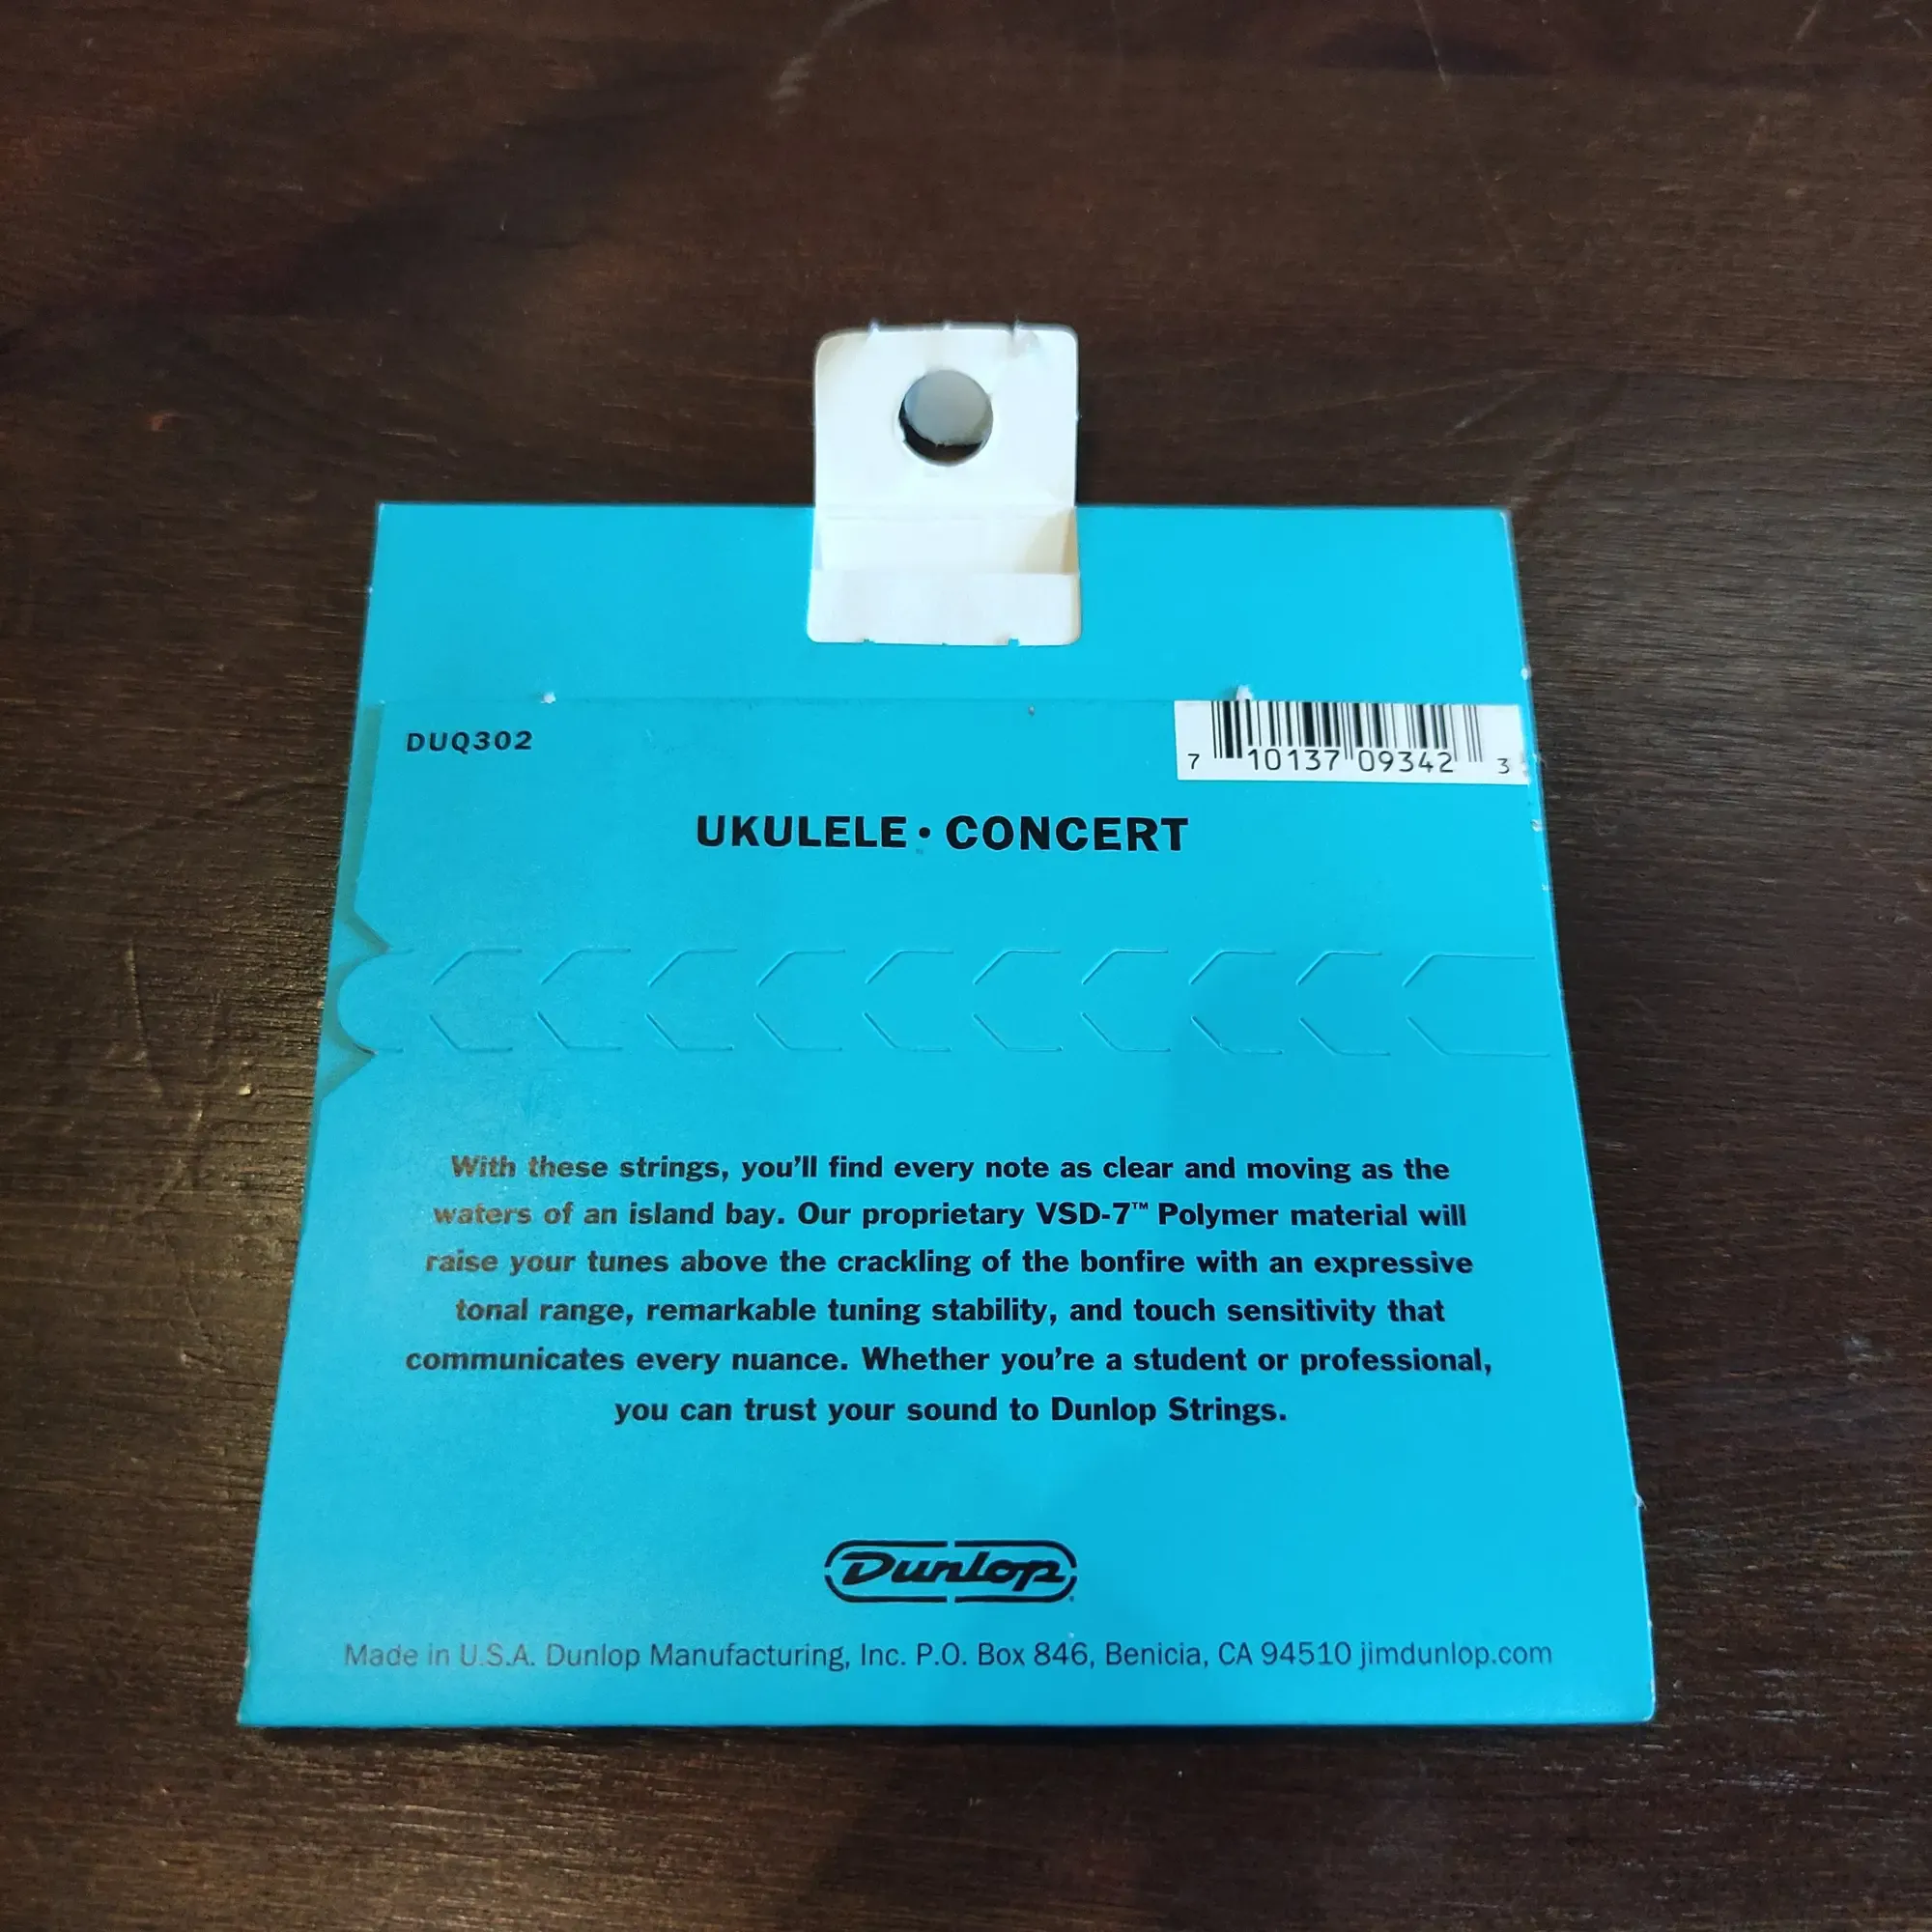 DUQ302
7 10137 09342 3
UKULELE • CONCERT
With these strings, you'll find every note as clear and moving as the
waters of an island bay. Our proprietary VSD-7™ Polymer material will
raise your tunes above the crackling of the bonfire with an expressive
tonal range, remarkable tuning stability, and touch sensitivity that
communicates every nuance. Whether you're a student or professional,
you can trust your sound to Dunlop Strings.
Dunlop
Made in U.S.A. Dunlop Manufacturing, Inc. P.O. Box 846, Benicia, CA 94510 jimdunlop.com